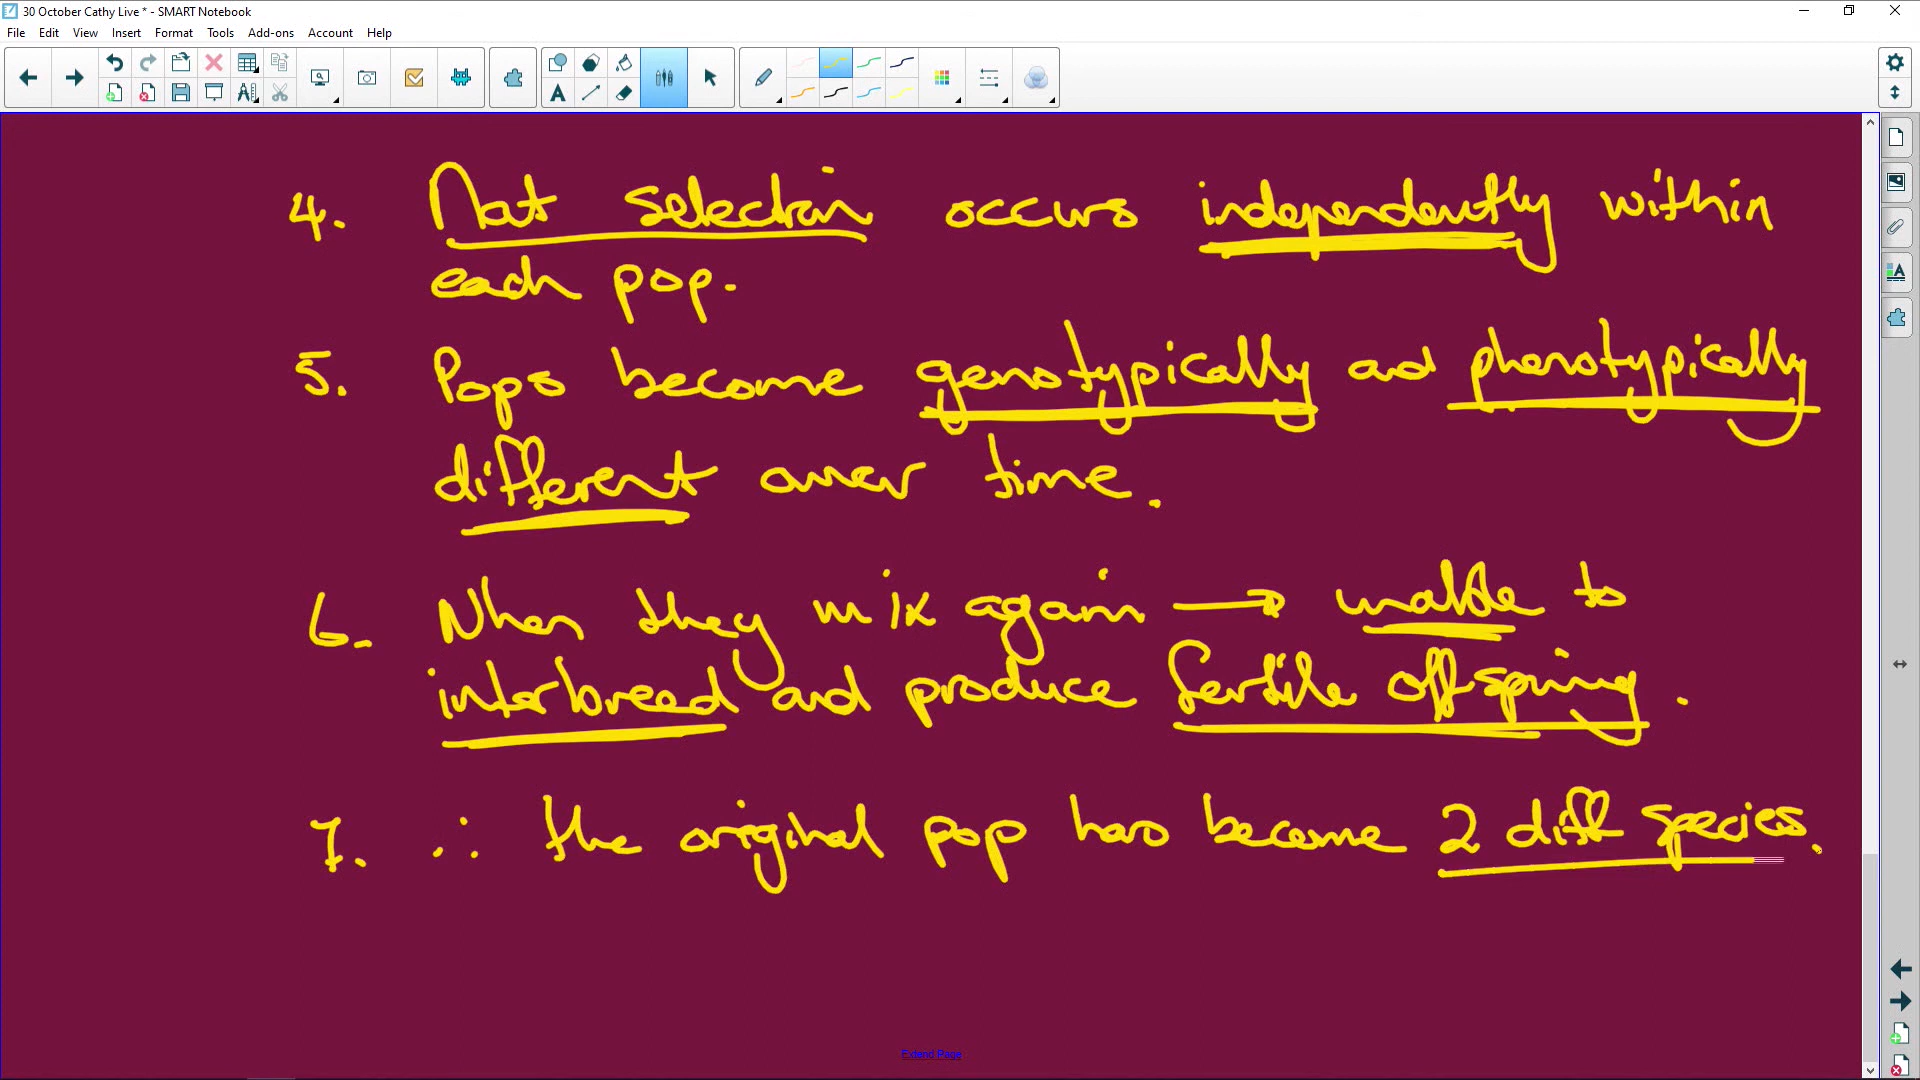 30 October Cathy Live * - SMART Notebook
File Edit View Insert Format Tools Add-ons Account Help
4. Nat selection occurs independently within
each pop.
5. Pops become genotypically and phenotypically
different over time.
6. When they mix again → unable to
interbreed and produce fertile offspring.
7. ∴ the original pop has become 2 diff species.
Extend Page